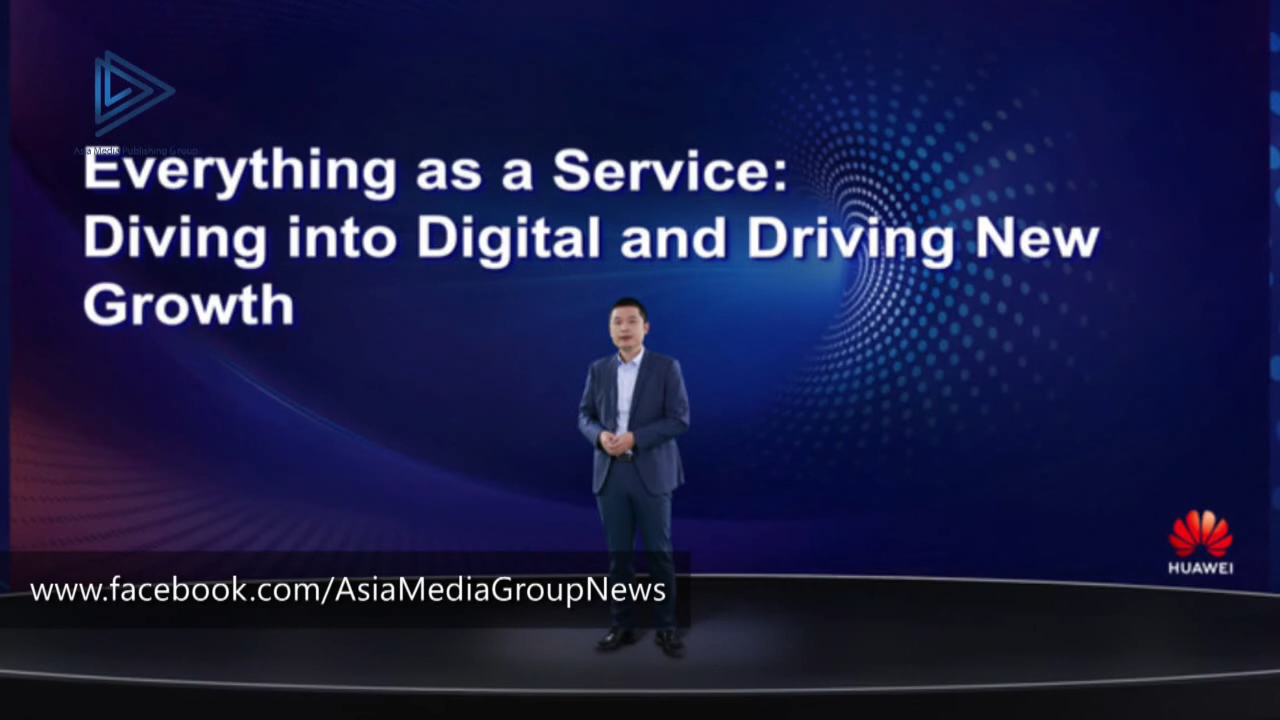 Asia Media Publishing Group
Everything as a Service:
Diving into Digital and Driving New
Growth
HUAWEI
www.facebook.com/AsiaMediaGroupNews